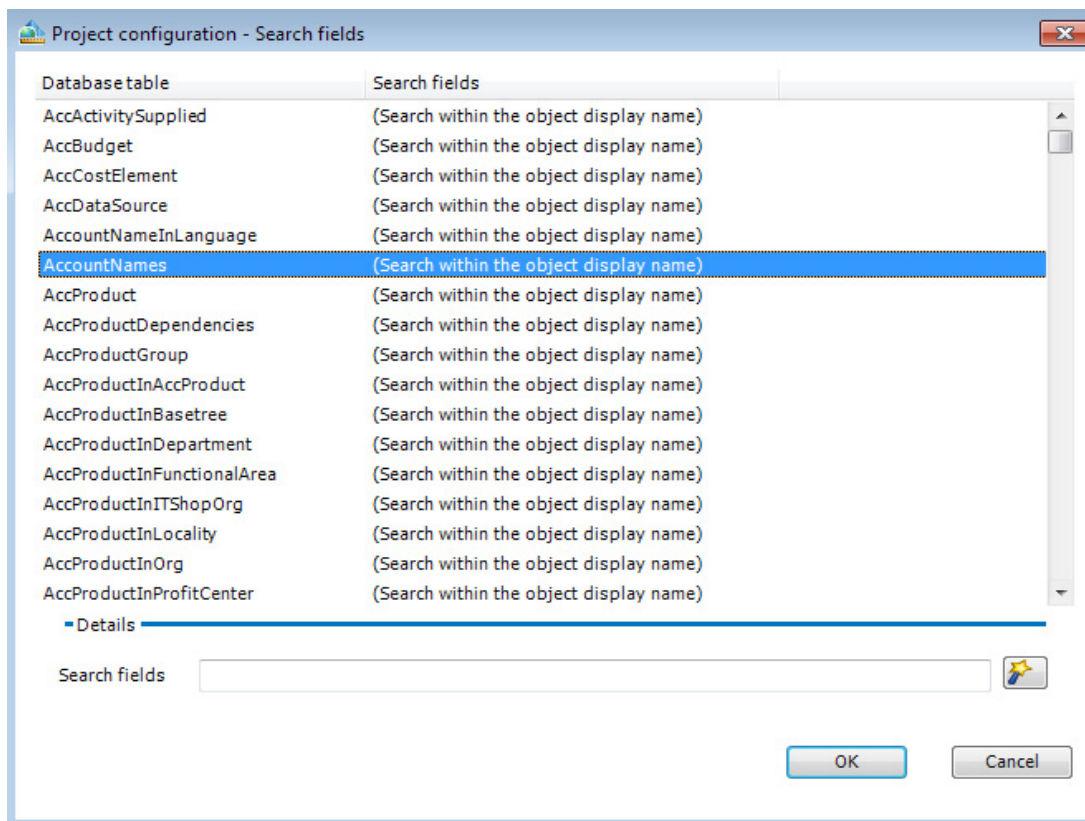 Project configuration - Search fields
Database table Search fields
AccActivitySupplied (Search within the object display name)
AccBudget (Search within the object display name)
AccCostElement (Search within the object display name)
AccDataSource (Search within the object display name)
AccountNameInLanguage (Search within the object display name)
AccountNames (Search within the object display name)
AccProduct (Search within the object display name)
AccProductDependencies (Search within the object display name)
AccProductGroup (Search within the object display name)
AccProductInAccProduct (Search within the object display name)
AccProductInBasetree (Search within the object display name)
AccProductInDepartment (Search within the object display name)
AccProductInFunctionalArea (Search within the object display name)
AccProductInITShopOrg (Search within the object display name)
AccProductInLocality (Search within the object display name)
AccProductInOrg (Search within the object display name)
AccProductInProfitCenter (Search within the object display name)
Details
Search fields
OK Cancel